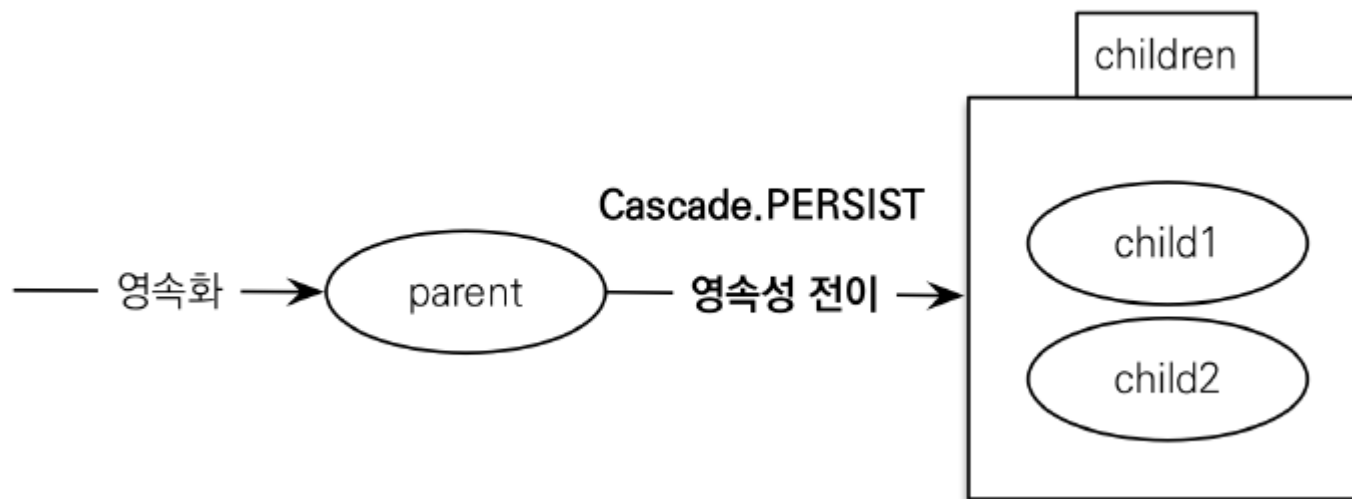 children
Cascade.PERSIST
child1
영속화
parent
영속성 전이
child2